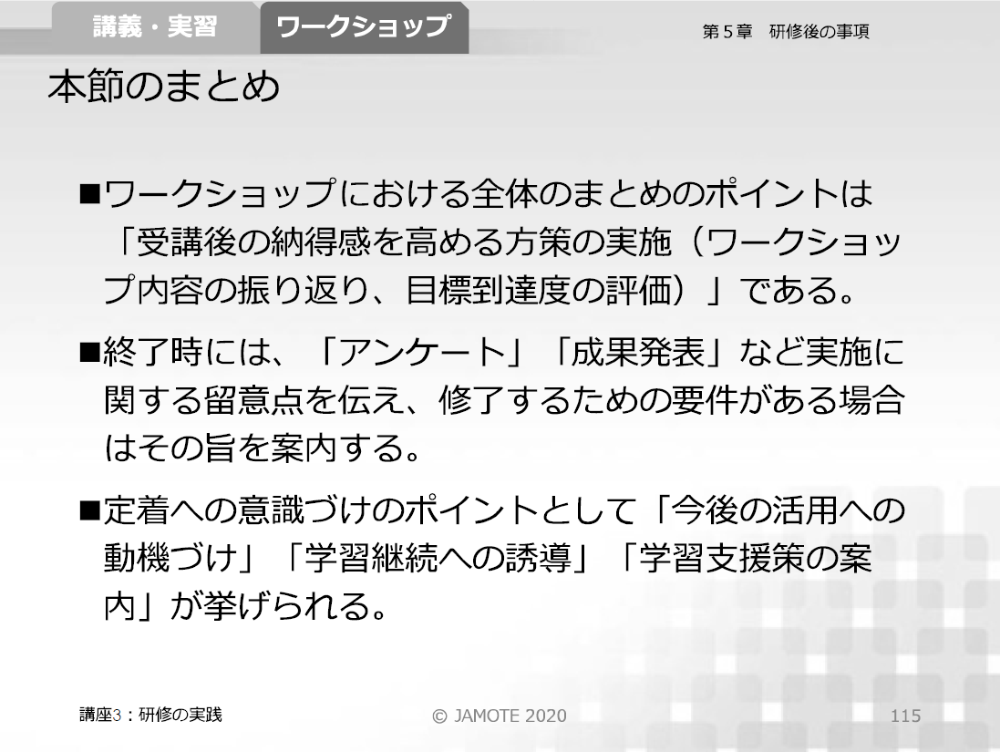 講義・実習
ワークショップ
第５章　研修後の事項
本節のまとめ
■ワークショップにおける全体のまとめのポイントは
「受講後の納得感を高める方策の実施（ワークショッ
プ内容の振り返り、目標到達度の評価）」である。
■終了時には、「アンケート」「成果発表」など実施に
関する留意点を伝え、修了するための要件がある場合
はその旨を案内する。
■定着への意識づけのポイントとして「今後の活用への
動機づけ」「学習継続への誘導」「学習支援策の案
内」が挙げられる。
講座3：研修の実践
© JAMOTE 2020
115